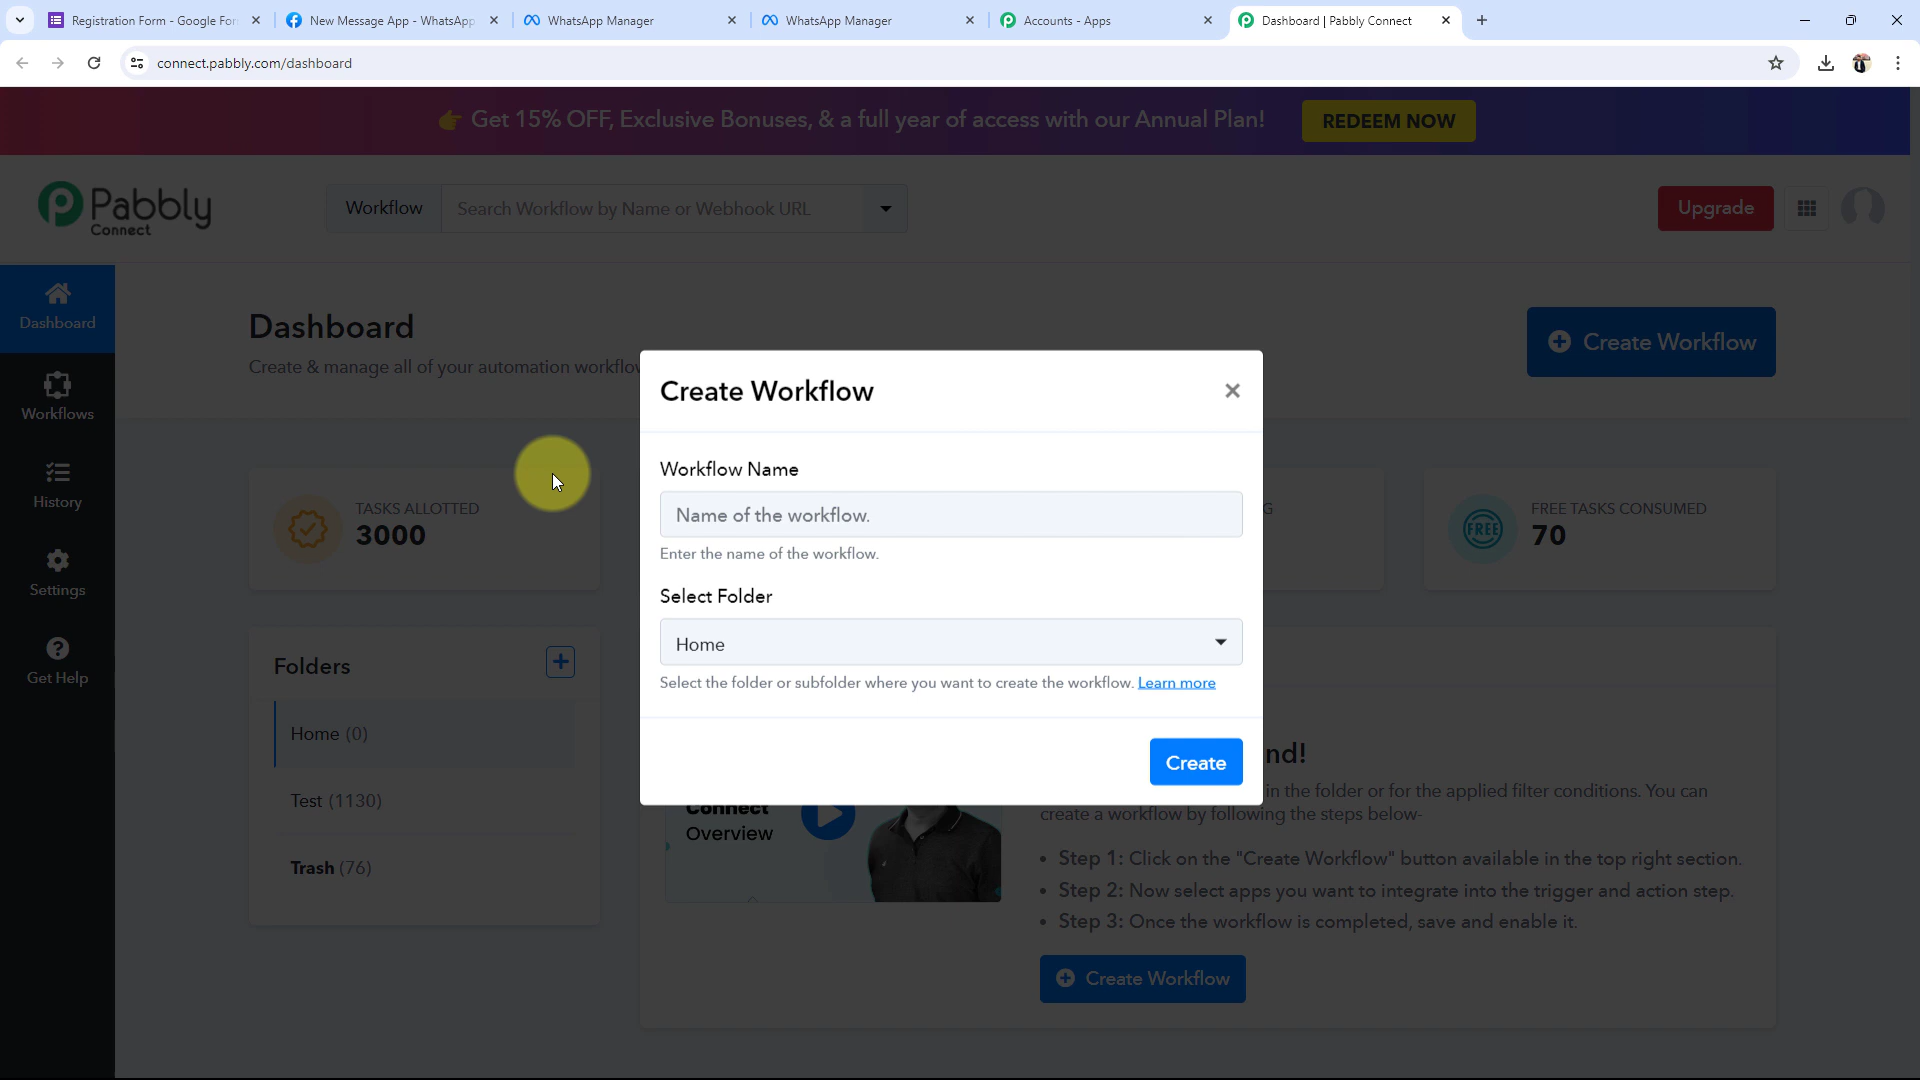 Registration Form - Google For
New Message App - WhatsApp
WhatsApp Manager
WhatsApp Manager
Accounts - Apps
Dashboard | Pabbly Connect
connect.pabbly.com/dashboard
👉 Get 15% OFF, Exclusive Bonuses, & a full year of access with our Annual Plan!
REDEEM NOW
Pabbly
Connect
Workflow
Search Workflow by Name or Webhook URL
Upgrade
Dashboard
Workflows
History
Settings
Get Help
Dashboard
Create & manage all of your automation workflow
Create Workflow
TASKS ALLOTTED
3000
G
FREE
FREE TASKS CONSUMED
70
Folders
Home (0)
Test (1130)
Trash (76)
Create Workflow
Workflow Name
Name of the workflow.
Enter the name of the workflow.
Select Folder
Home
Select the folder or subfolder where you want to create the workflow. Learn more
Create
Connect
Overview
nd!
in the folder or for the applied filter conditions. You can
create a workflow by following the steps below-
• Step 1: Click on the "Create Workflow" button available in the top right section.
• Step 2: Now select apps you want to integrate into the trigger and action step.
• Step 3: Once the workflow is completed, save and enable it.
Create Workflow